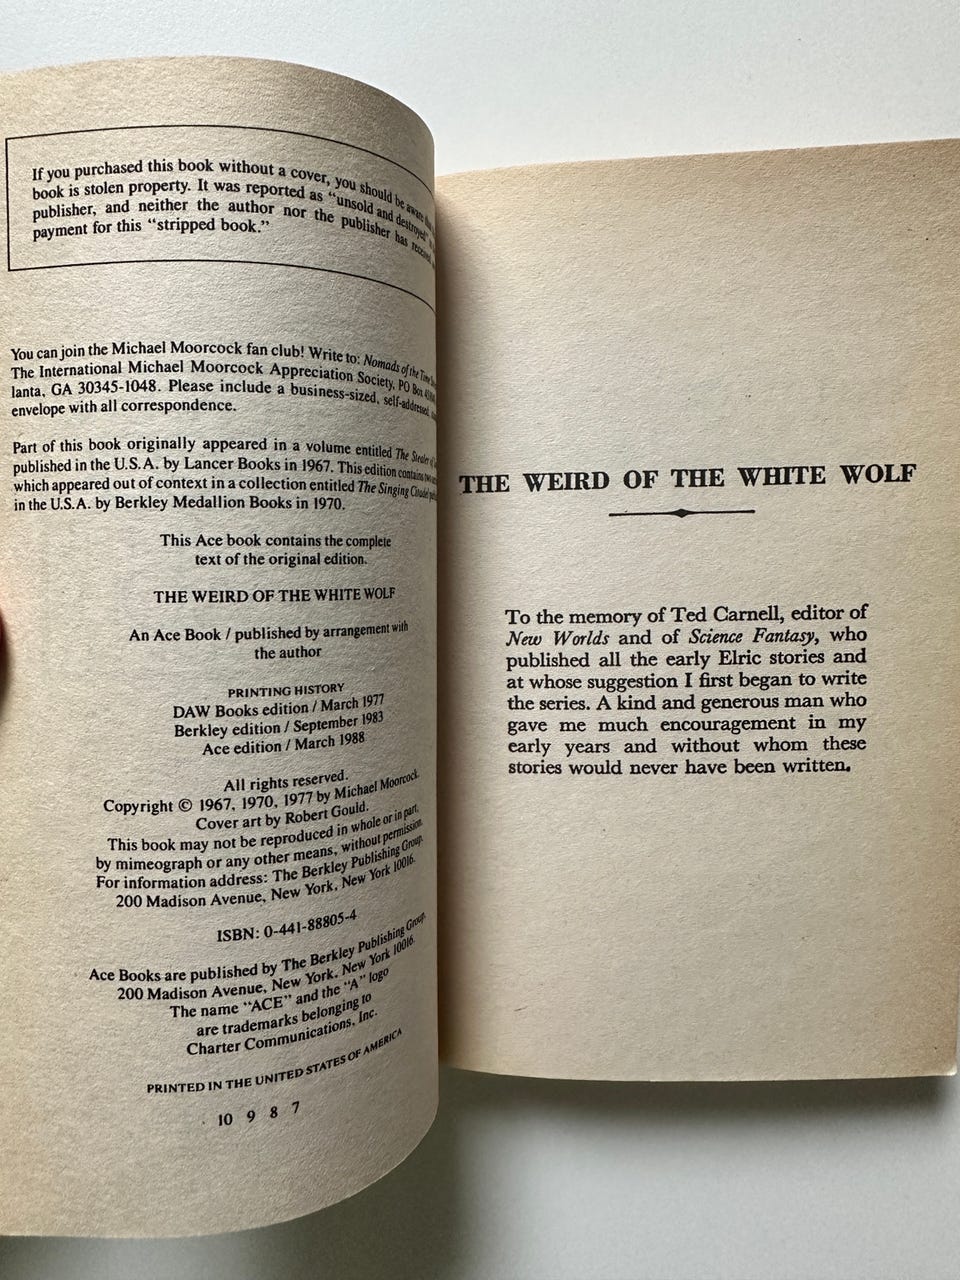 If you purchased this book without a cover, you should be aware
book is stolen property. It was reported as "unsold and destroyed"
publisher, and neither the author nor the publisher has received
payment for this "stripped book."
You can join the Michael Moorcock fan club! Write to: Nomads of the Time
The International Michael Moorcock Appreciation Society, PO Box
lanta, GA 30345-1048. Please include a business-sized, self-addressed,
envelope with all correspondence.
Part of this book originally appeared in a volume entitled The Stealer of
published in the U.S.A. by Lancer Books in 1967. This edition contains two
which appeared out of context in a collection entitled The Singing Citadel
in the U.S.A. by Berkley Medallion Books in 1970.
This Ace book contains the complete
text of the original edition.
THE WEIRD OF THE WHITE WOLF
An Ace Book / published by arrangement with
the author
PRINTING HISTORY
DAW Books edition / March 1977
Berkley edition / September 1983
Ace edition / March 1988
All rights reserved.
Copyright © 1967, 1970, 1977 by Michael Moorcock.
Cover art by Robert Gould.
This book may not be reproduced in whole or in part,
by mimeograph or any other means, without permission.
For information address: The Berkley Publishing Group.
200 Madison Avenue, New York, New York 10016.
ISBN: 0-441-88805-4
Ace Books are published by The Berkley Publishing Group,
200 Madison Avenue, New York, New York 10016.
The name "ACE" and the "A" logo
are trademarks belonging to
Charter Communications, Inc.
PRINTED IN THE UNITED STATES OF AMERICA
10 9 8 7
THE WEIRD OF THE WHITE WOLF
To the memory of Ted Carnell, editor of
New Worlds and of Science Fantasy, who
published all the early Elric stories and
at whose suggestion I first began to write
the series. A kind and generous man who
gave me much encouragement in my
early years and without whom these
stories would never have been written.